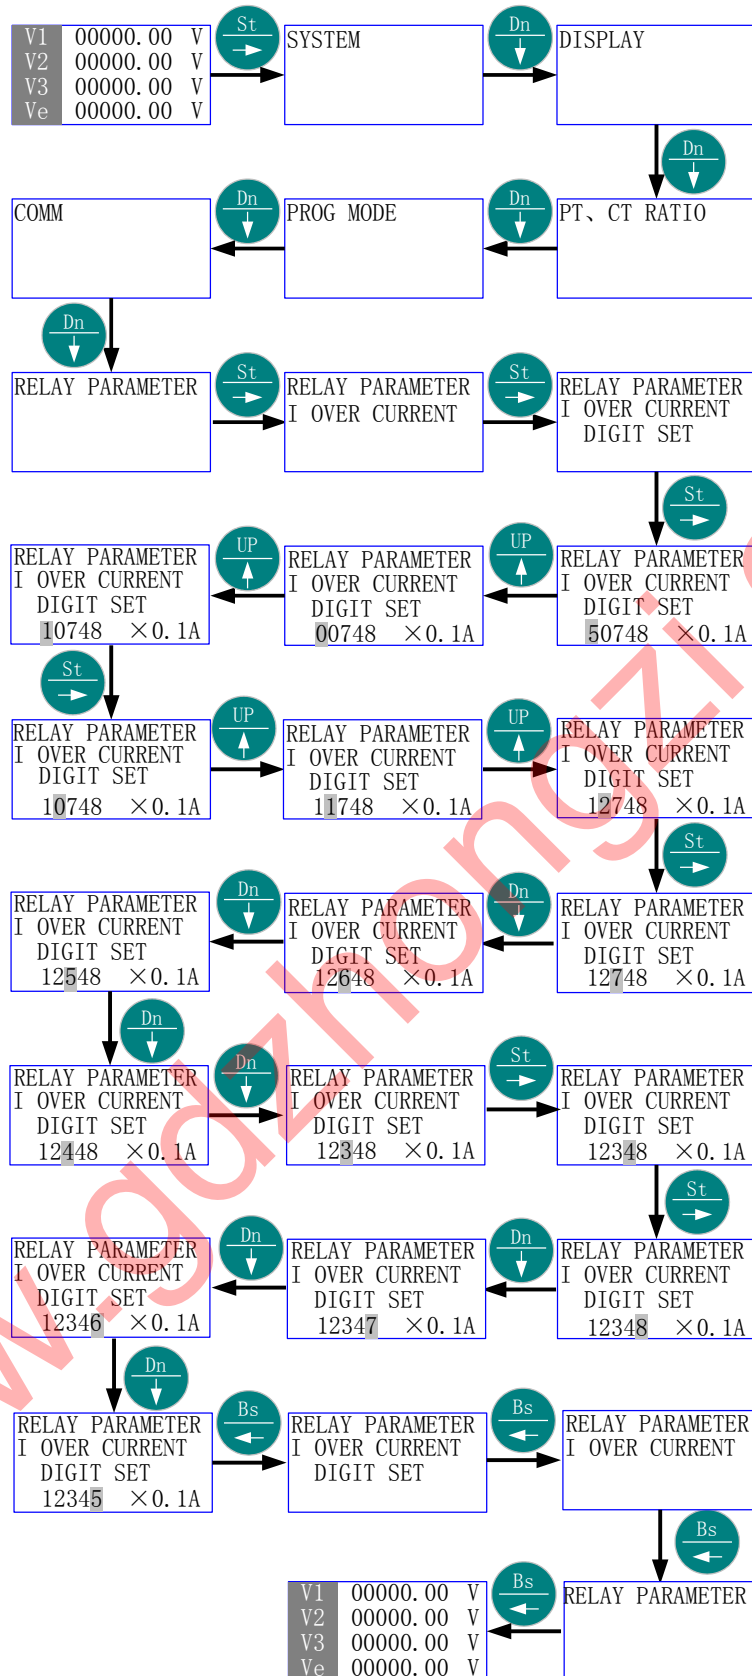 V1 00000.00 V
V2 00000.00 V
V3 00000.00 V
Ve 00000.00 V
St
SYSTEM
Dn
DISPLAY
Dn
PT、CT RATIO
Dn
PROG MODE
Dn
COMM
Dn
RELAY PARAMETER
St
RELAY PARAMETER
I OVER CURRENT
St
RELAY PARAMETER
I OVER CURRENT
DIGIT SET
St
RELAY PARAMETER
I OVER CURRENT
DIGIT SET
50748 ×0.1A
UP
RELAY PARAMETER
I OVER CURRENT
DIGIT SET
00748 ×0.1A
UP
RELAY PARAMETER
I OVER CURRENT
DIGIT SET
10748 ×0.1A
St
RELAY PARAMETER
I OVER CURRENT
DIGIT SET
10748 ×0.1A
UP
RELAY PARAMETER
I OVER CURRENT
DIGIT SET
11748 ×0.1A
UP
RELAY PARAMETER
I OVER CURRENT
DIGIT SET
12748 ×0.1A
St
RELAY PARAMETER
I OVER CURRENT
DIGIT SET
12748 ×0.1A
Dn
RELAY PARAMETER
I OVER CURRENT
DIGIT SET
12648 ×0.1A
Dn
RELAY PARAMETER
I OVER CURRENT
DIGIT SET
12548 ×0.1A
Dn
RELAY PARAMETER
I OVER CURRENT
DIGIT SET
12448 ×0.1A
Dn
RELAY PARAMETER
I OVER CURRENT
DIGIT SET
12348 ×0.1A
St
RELAY PARAMETER
I OVER CURRENT
DIGIT SET
12348 ×0.1A
St
RELAY PARAMETER
I OVER CURRENT
DIGIT SET
12348 ×0.1A
Dn
RELAY PARAMETER
I OVER CURRENT
DIGIT SET
12347 ×0.1A
Dn
RELAY PARAMETER
I OVER CURRENT
DIGIT SET
12346 ×0.1A
Dn
RELAY PARAMETER
I OVER CURRENT
DIGIT SET
12345 ×0.1A
Bs
RELAY PARAMETER
I OVER CURRENT
DIGIT SET
Bs
RELAY PARAMETER
I OVER CURRENT
Bs
RELAY PARAMETER
Bs
V1 00000.00 V
V2 00000.00 V
V3 00000.00 V
Ve 00000.00 V
w.gdzhongzi.